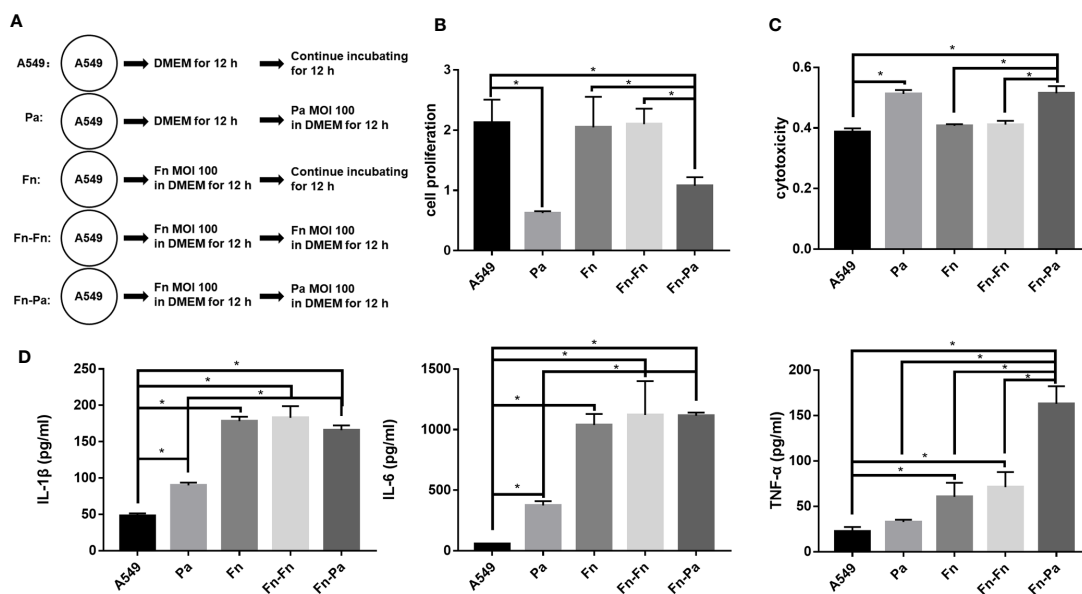 A
A549:
A549
DMEM for 12 h
Continue incubating
for 12 h
Pa:
A549
DMEM for 12 h
Pa MOI 100
in DMEM for 12 h
Fn:
A549
Fn MOI 100
in DMEM for 12 h
Continue incubating
for 12 h
Fn-Fn:
A549
Fn MOI 100
in DMEM for 12 h
Fn MOI 100
in DMEM for 12 h
Fn-Pa:
A549
Fn MOI 100
in DMEM for 12 h
Pa MOI 100
in DMEM for 12 h
B
cell proliferation
3
2
1
0
*
*
*
*
A549
Pa
Fn
Fn-Fn
Fn-Pa
C
cytotoxicity
0.6
0.4
0.2
0.0
*
*
*
*
A549
Pa
Fn
Fn-Fn
Fn-Pa
D
IL-1β (pg/ml)
250
200
150
100
50
0
*
*
*
*
*
A549
Pa
Fn
Fn-Fn
Fn-Pa
IL-6 (pg/ml)
1500
1000
500
0
*
*
*
*
*
A549
Pa
Fn
Fn-Fn
Fn-Pa
TNF-α (pg/ml)
200
150
100
50
0
*
*
*
*
*
*
A549
Pa
Fn
Fn-Fn
Fn-Pa